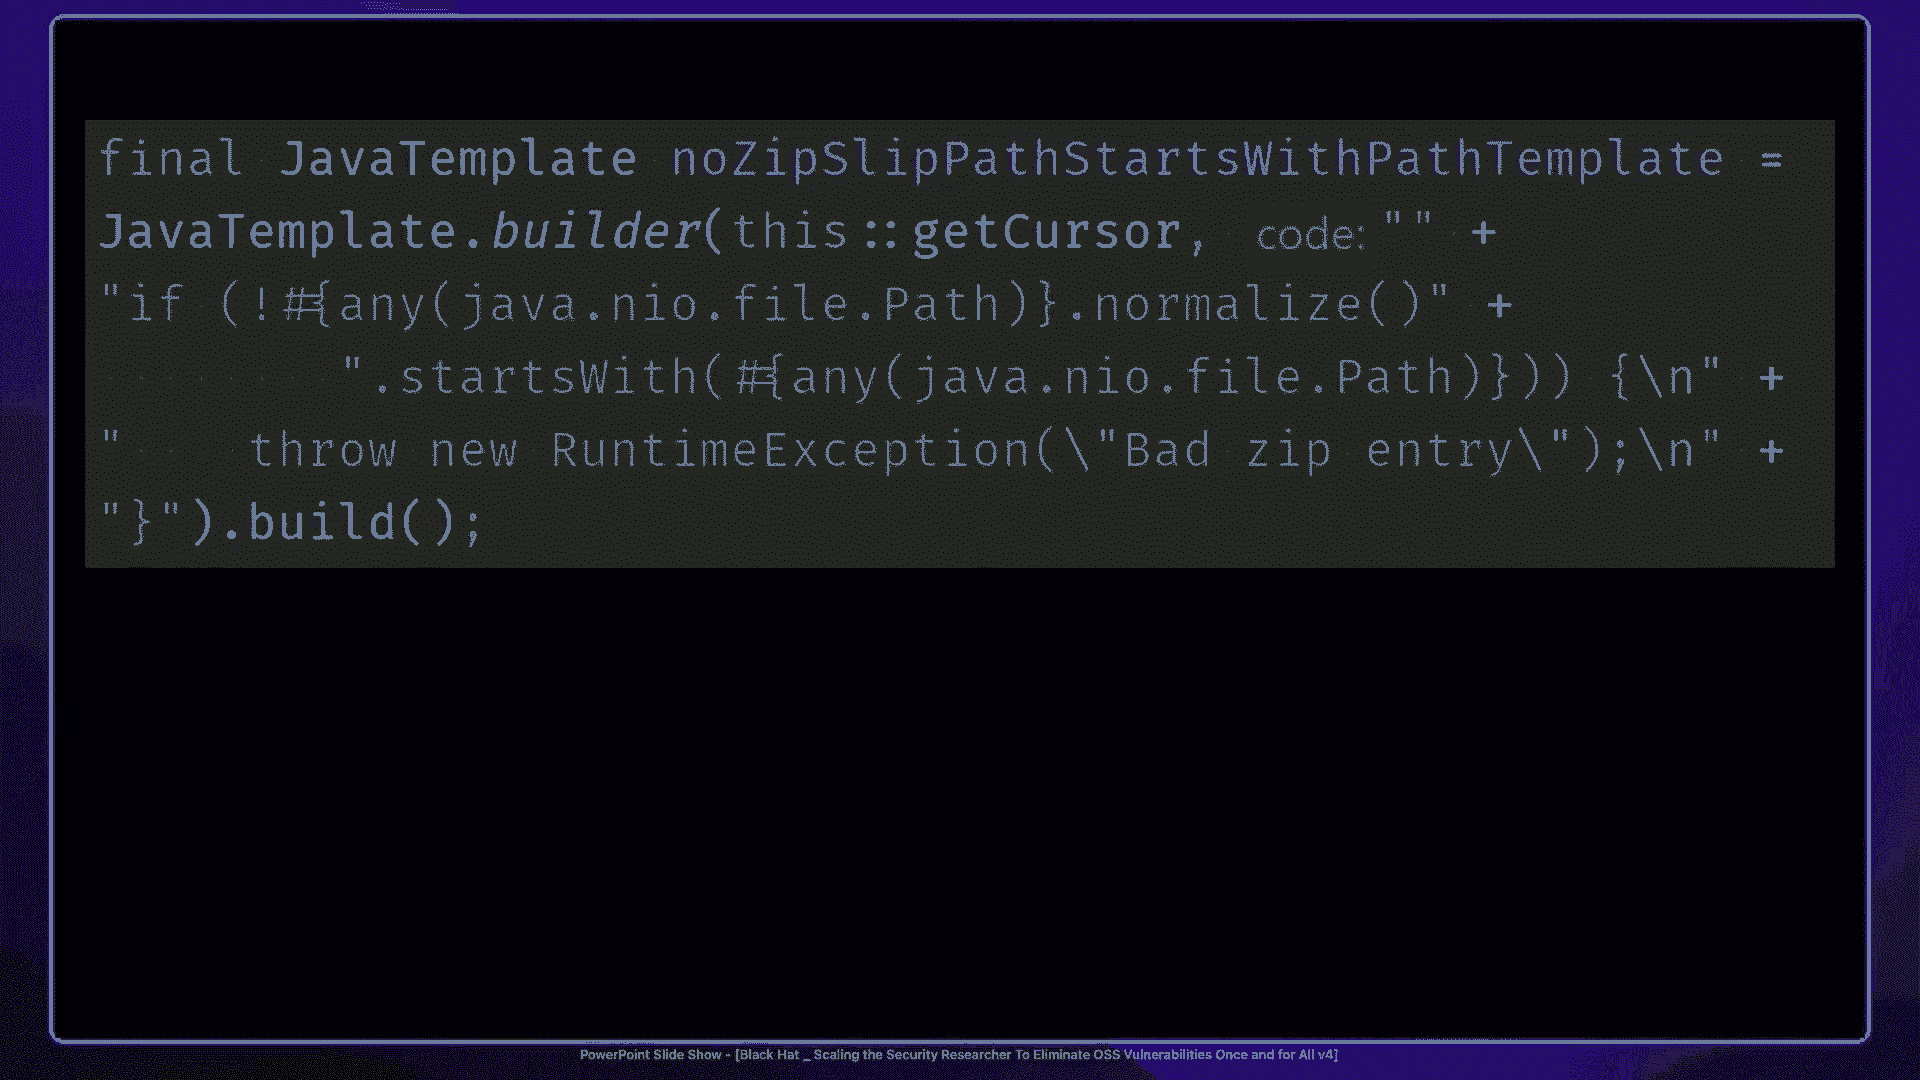 final JavaTemplate noZipSlipPathStartsWithPathTemplate =
JavaTemplate.builder(this::getCursor, code: "" +
"if (!#{any(java.nio.file.Path)}.normalize()" +
        ".startsWith(#{any(java.nio.file.Path)})) {\n" +
"    throw new RuntimeException(\"Bad zip entry\");\n" +
"}").build();
PowerPoint Slide Show - [Black Hat _ Scaling the Security Researcher To Eliminate OSS Vulnerabilities Once and for All v4]